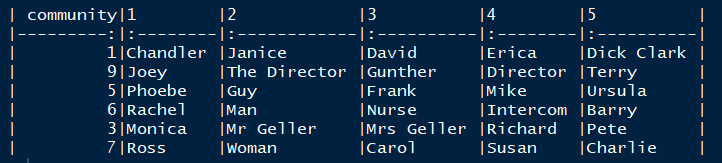 | community|1 |2 |3 |4 |5 |
|---------:|:--------|:------------|:----------|:--------|:----------|
| 1|Chandler |Janice |David |Erica |Dick Clark |
| 9|Joey |The Director |Gunther |Director |Terry |
| 5|Phoebe |Guy |Frank |Mike |Ursula |
| 6|Rachel |Man |Nurse |Intercom |Barry |
| 3|Monica |Mr Geller |Mrs Geller |Richard |Pete |
| 7|Ross |Woman |Carol |Susan |Charlie |